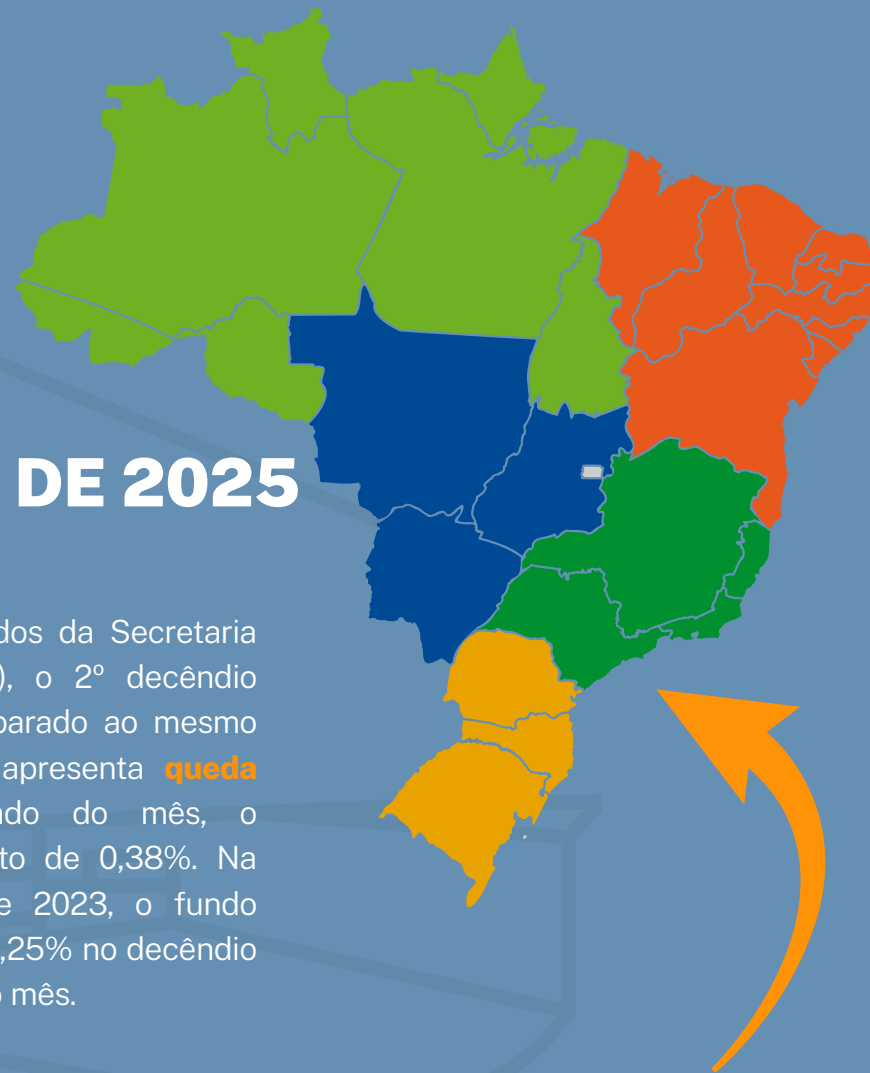 DE 2025
dos da Secretaria
), o 2º decêndio
parado ao mesmo
apresenta queda
do do mês, o
to de 0,38%. Na
e 2023, o fundo
,25% no decêndio
o mês.